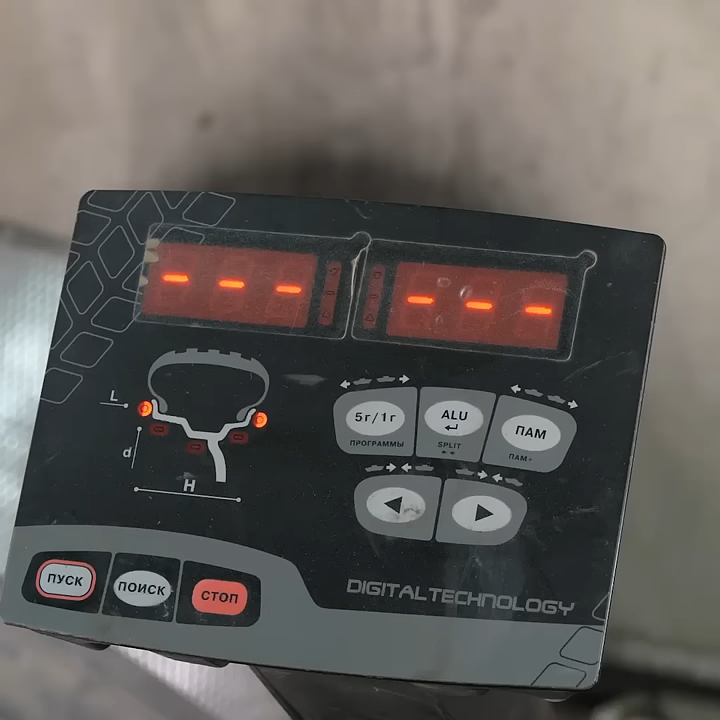 - - -
- - -
L
d
H
5г/1г
ПРОГРАММЫ
ALU
SPLIT
ПАМ
ПАМ+
ПУСК
ПОИСК
СТОП
DIGITALTECHNOLOGY